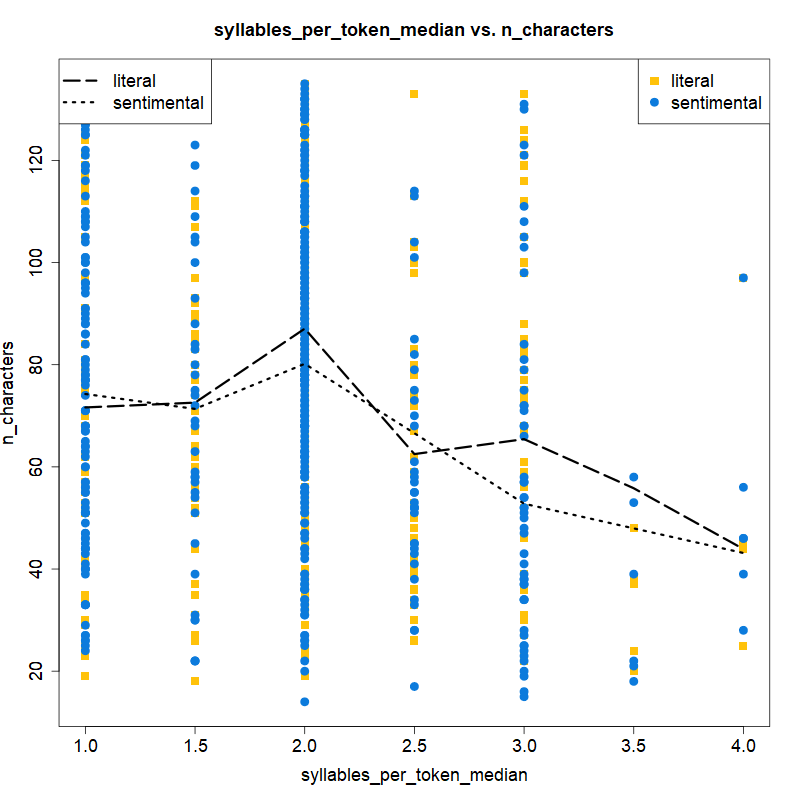 syllables_per_token_median vs. n_characters
literal
sentimental
literal
sentimental
n_characters
120
100
80
60
40
20
1.0 1.5 2.0 2.5 3.0 3.5 4.0
syllables_per_token_median